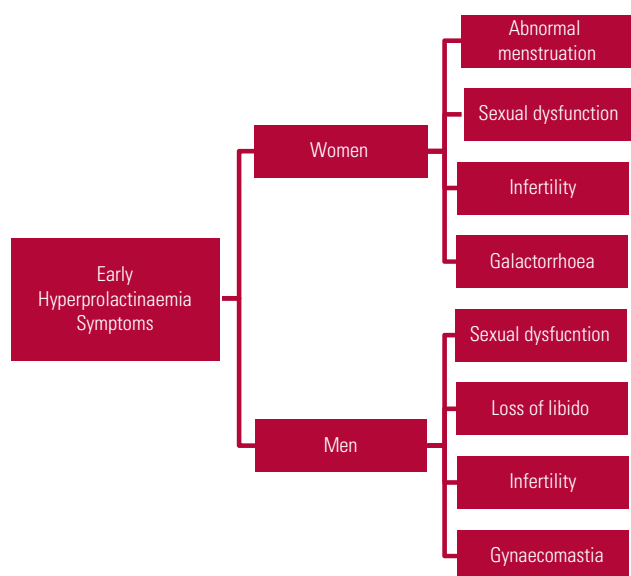 Early
Hyperprolactinaemia
Symptoms
Women
Abnormal
menstruation
Sexual dysfunction
Infertility
Galactorrhoea
Men
Sexual dysfucntion
Loss of libido
Infertility
Gynaecomastia